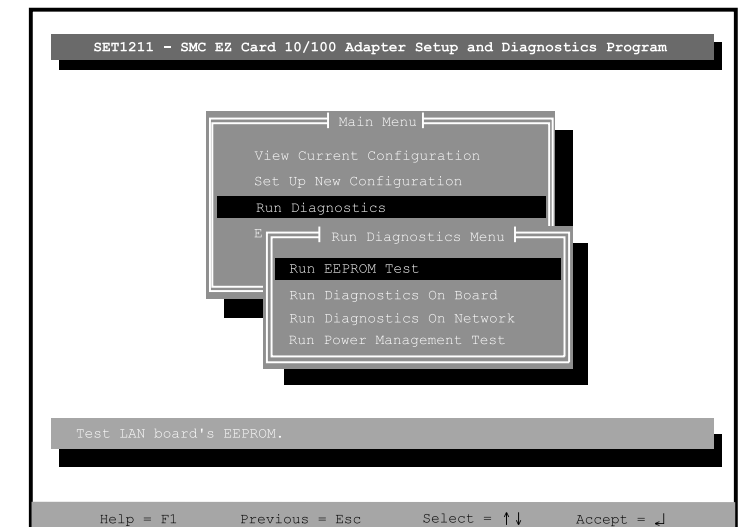 SET1211 - SMC EZ Card 10/100 Adapter Setup and Diagnostics Program
Main Menu
View Current Configuration
Set Up New Configuration
Run Diagnostics
E
Run Diagnostics Menu
Run EEPROM Test
Run Diagnostics On Board
Run Diagnostics On Network
Run Power Management Test
Test LAN board's EEPROM.
Help = F1 Previous = Esc Select = ↑↓ Accept = ↵